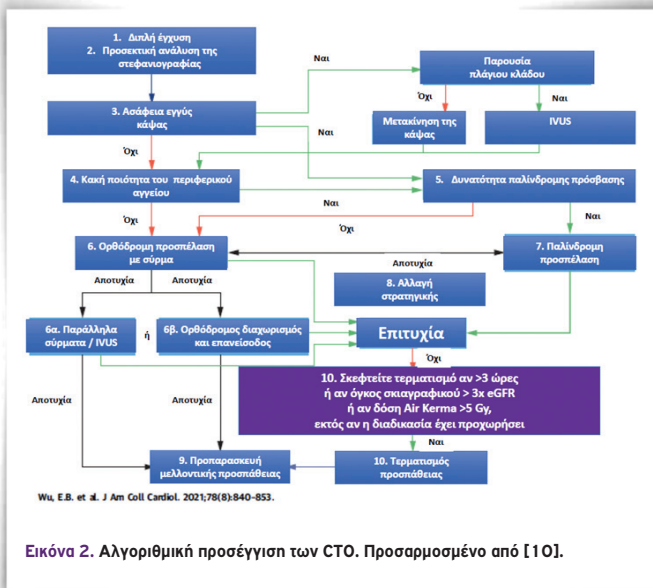 1. Διπλή έγχυση
2. Προσεκτική ανάλυση της
στεφανιογραφίας
Ναι
Παρουσία
πλάγιου κλάδου
Όχι
Ναι
3. Ασάφεια εγγύς
κάψας
Ναι
Μετακίνηση της
κάψας
IVUS
Όχι
4. Κακή ποιότητα του περιφερικού
αγγείου
5. Δυνατότητα παλίνδρομης πρόσβασης
Ναι
Όχι
Όχι
Ναι
6. Ορθόδρομη προσπέλαση
με σύρμα
Αποτυχία
7. Παλίνδρομη
προσπέλαση
Αποτυχία
Αποτυχία
8. Αλλαγή
στρατηγικής
6α. Παράλληλα
σύρματα / IVUS
ή
6β. Ορθόδρομος διαχωρισμός
και επανείσοδος
Επιτυχία
Όχι
Αποτυχία
Αποτυχία
10. Σκεφτείτε τερματισμό αν >3 ώρες
ή αν όγκος σκιαγραφικού > 3x eGFR
ή αν δόση Air Kerma >5 Gy,
εκτός αν η διαδικασία έχει προχωρήσει
Ναι
9. Προπαρασκευή
μελλοντικής προσπάθειας
10. Τερματισμός
προσπάθειας
Wu, E.B. et al. J Am Coll Cardiol. 2021;78(8):840-853.
Εικόνα 2. Αλγοριθμική προσέγγιση των CTO. Προσαρμοσμένο από [10].